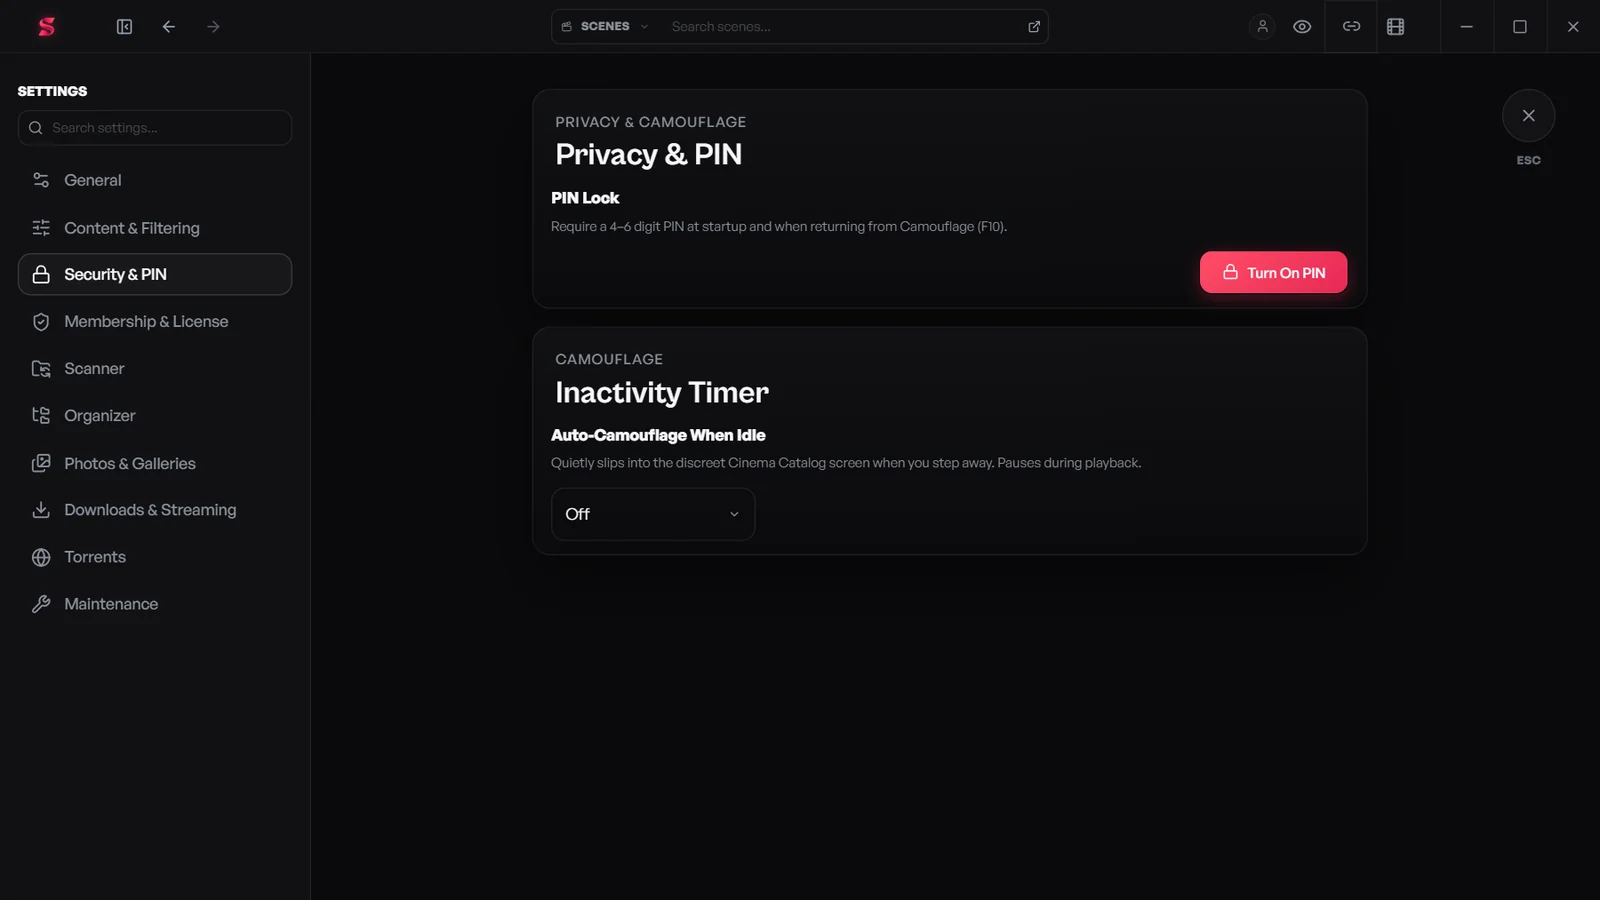 SCENES
Search scenes...
SETTINGS
Search settings...
General
Content & Filtering
Security & PIN
Membership & License
Scanner
Organizer
Photos & Galleries
Downloads & Streaming
Torrents
Maintenance
PRIVACY & CAMOUFLAGE
Privacy & PIN
PIN Lock
Require a 4–6 digit PIN at startup and when returning from Camouflage (F10).
Turn On PIN
CAMOUFLAGE
Inactivity Timer
Auto-Camouflage When Idle
Quietly slips into the discreet Cinema Catalog screen when you step away. Pauses during playback.
Off
ESC